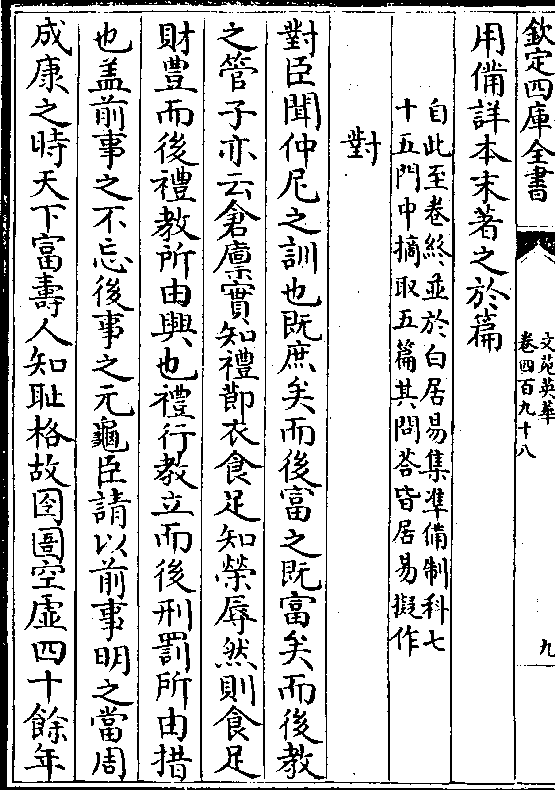 欽定四庫全書
文苑英華
卷四百九十八
九
用備詳本末著之於篇
自此至卷終並於白居易集凖備制科七
十五門中摘取五篇其問荅皆居易擬作
對
對臣聞仲尼之訓也既庶矣而後富之既富矣而後教
之管子亦云倉廪實知禮節衣食足知榮辱然則食足
財豊而後禮教所由興也禮行教立而後刑罰所由措
也盖前事之不忘後事之元龜臣請以前事明之當周
成康之時天下富壽人知耻格故囹圄空虛四十餘年